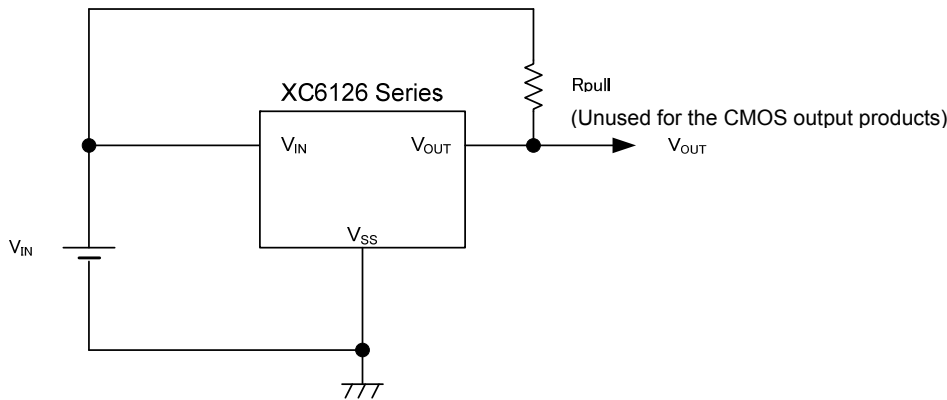 Rpull
XC6126 Series
(Unused for the CMOS output products)
VIN
VOUT
VOUT
VSS
VIN